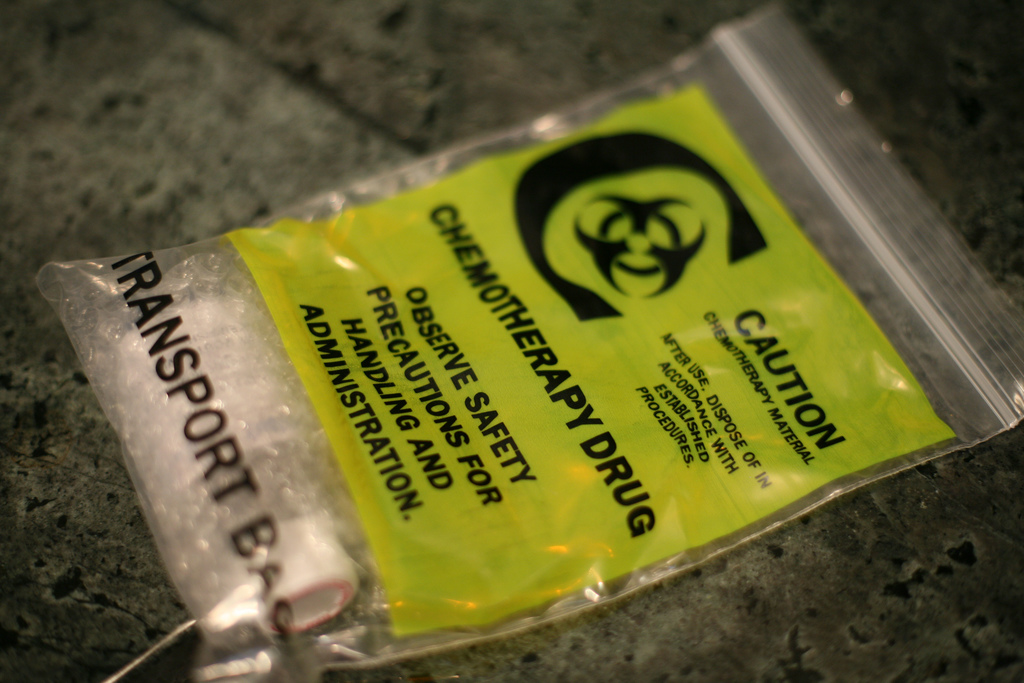 CAUTION
CHEMOTHERAPY MATERIAL
AFTER USE, DISPOSE OF IN
ACCORDANCE WITH
ESTABLISHED
PROCEDURES.
CHEMOTHERAPY DRUG
OBSERVE SAFETY
PRECAUTIONS FOR
HANDLING AND
ADMINISTRATION.
TRANSPORT BAG